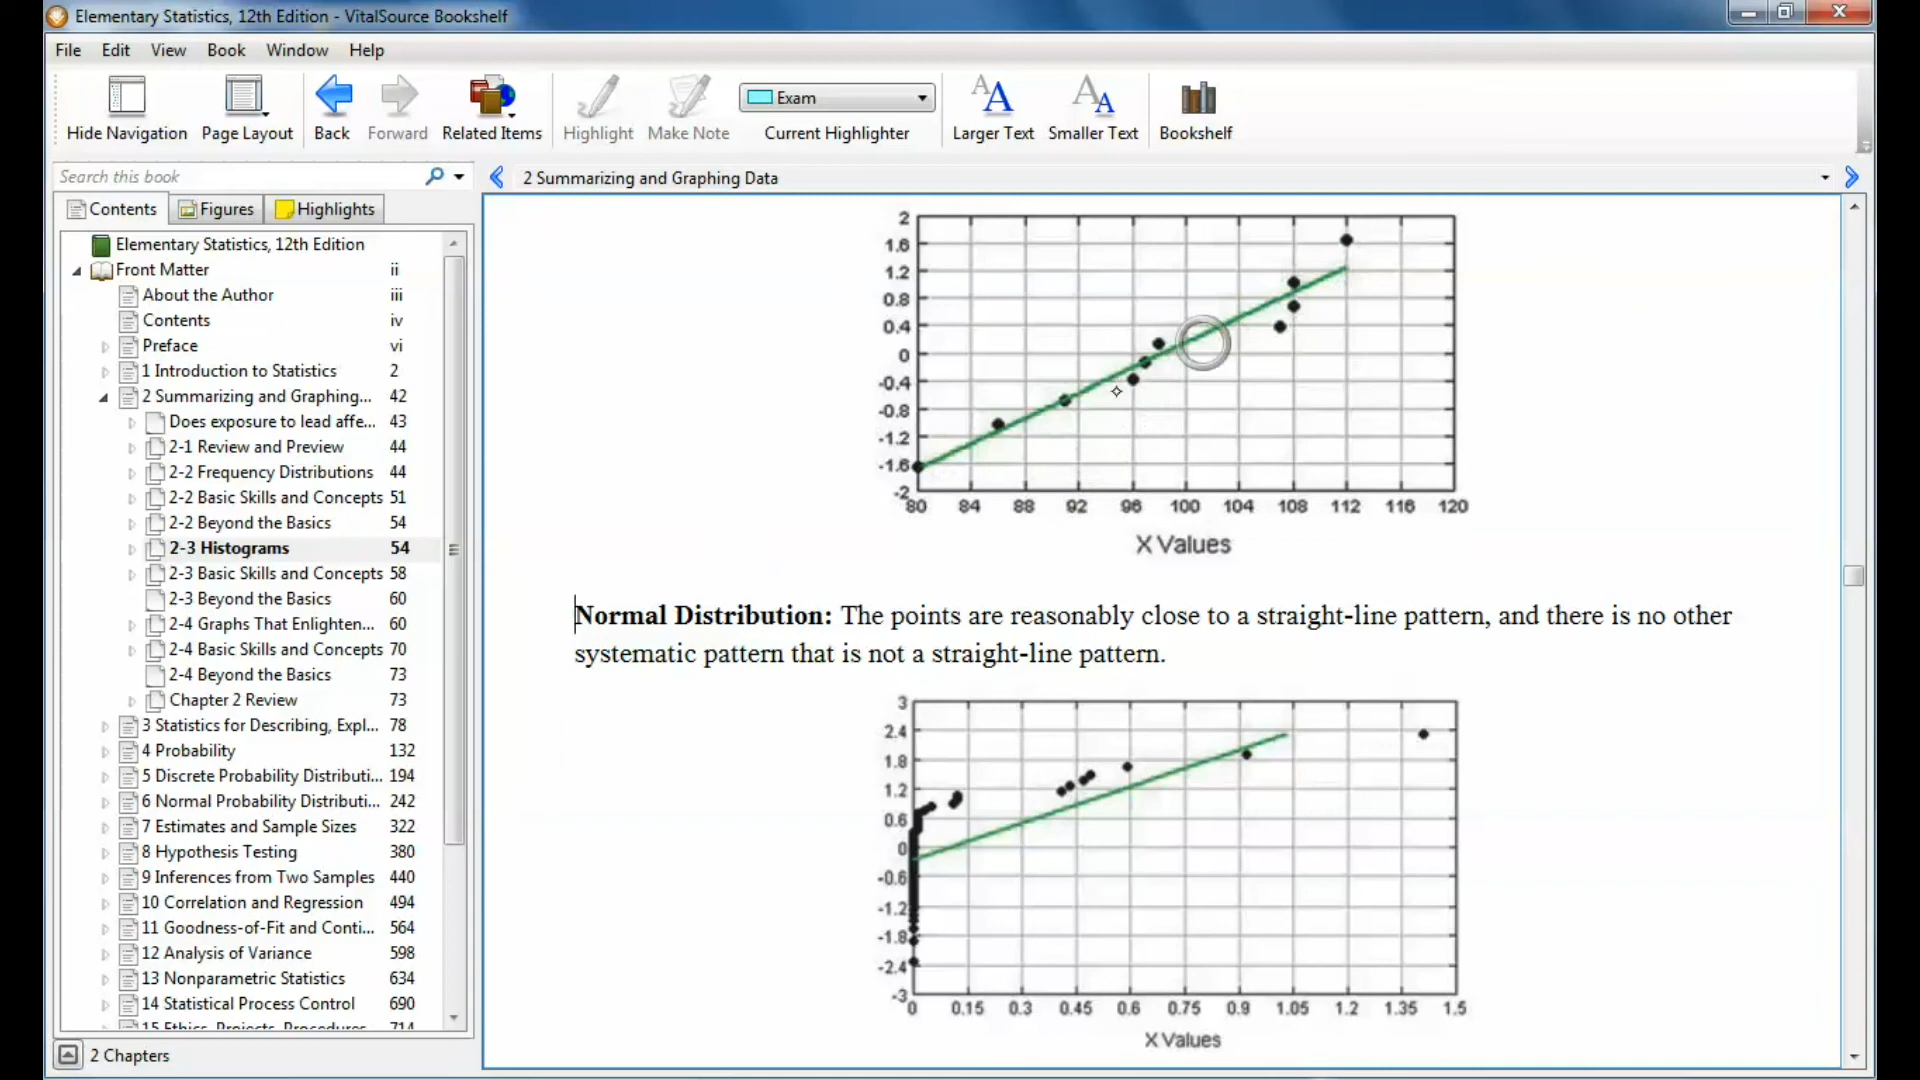 Elementary Statistics, 12th Edition - VitalSource Bookshelf
File Edit View Book Window Help
Hide Navigation Page Layout Back Forward Related Items Highlight Make Note Exam Current Highlighter Larger Text Smaller Text Bookshelf
Search this book
2 Summarizing and Graphing Data
Contents Figures Highlights
Elementary Statistics, 12th Edition
Front Matter ii
About the Author iii
Contents iv
Preface vi
1 Introduction to Statistics 2
2 Summarizing and Graphing... 42
Does exposure to lead affe... 43
2-1 Review and Preview 44
2-2 Frequency Distributions 44
2-2 Basic Skills and Concepts 51
2-2 Beyond the Basics 54
2-3 Histograms 54
2-3 Basic Skills and Concepts 58
2-3 Beyond the Basics 60
2-4 Graphs That Enlighten... 60
2-4 Basic Skills and Concepts 70
2-4 Beyond the Basics 73
Chapter 2 Review 73
3 Statistics for Describing, Expl... 78
4 Probability 132
5 Discrete Probability Distributi... 194
6 Normal Probability Distributi... 242
7 Estimates and Sample Sizes 322
8 Hypothesis Testing 380
9 Inferences from Two Samples 440
10 Correlation and Regression 494
11 Goodness-of-Fit and Conti... 564
12 Analysis of Variance 598
13 Nonparametric Statistics 634
14 Statistical Process Control 690
15 Ethics, Projects, Procedures 714
2 Chapters
2
1.6
1.2
0.8
0.4
0
-0.4
-0.8
-1.2
-1.6
-2
80 84 88 92 96 100 104 108 112 116 120
X Values
Normal Distribution: The points are reasonably close to a straight-line pattern, and there is no other
systematic pattern that is not a straight-line pattern.
3
2.4
1.8
1.2
0.6
0
-0.6
-1.2
-1.8
-2.4
-3
0 0.15 0.3 0.45 0.6 0.75 0.9 1.05 1.2 1.35 1.5
X Values